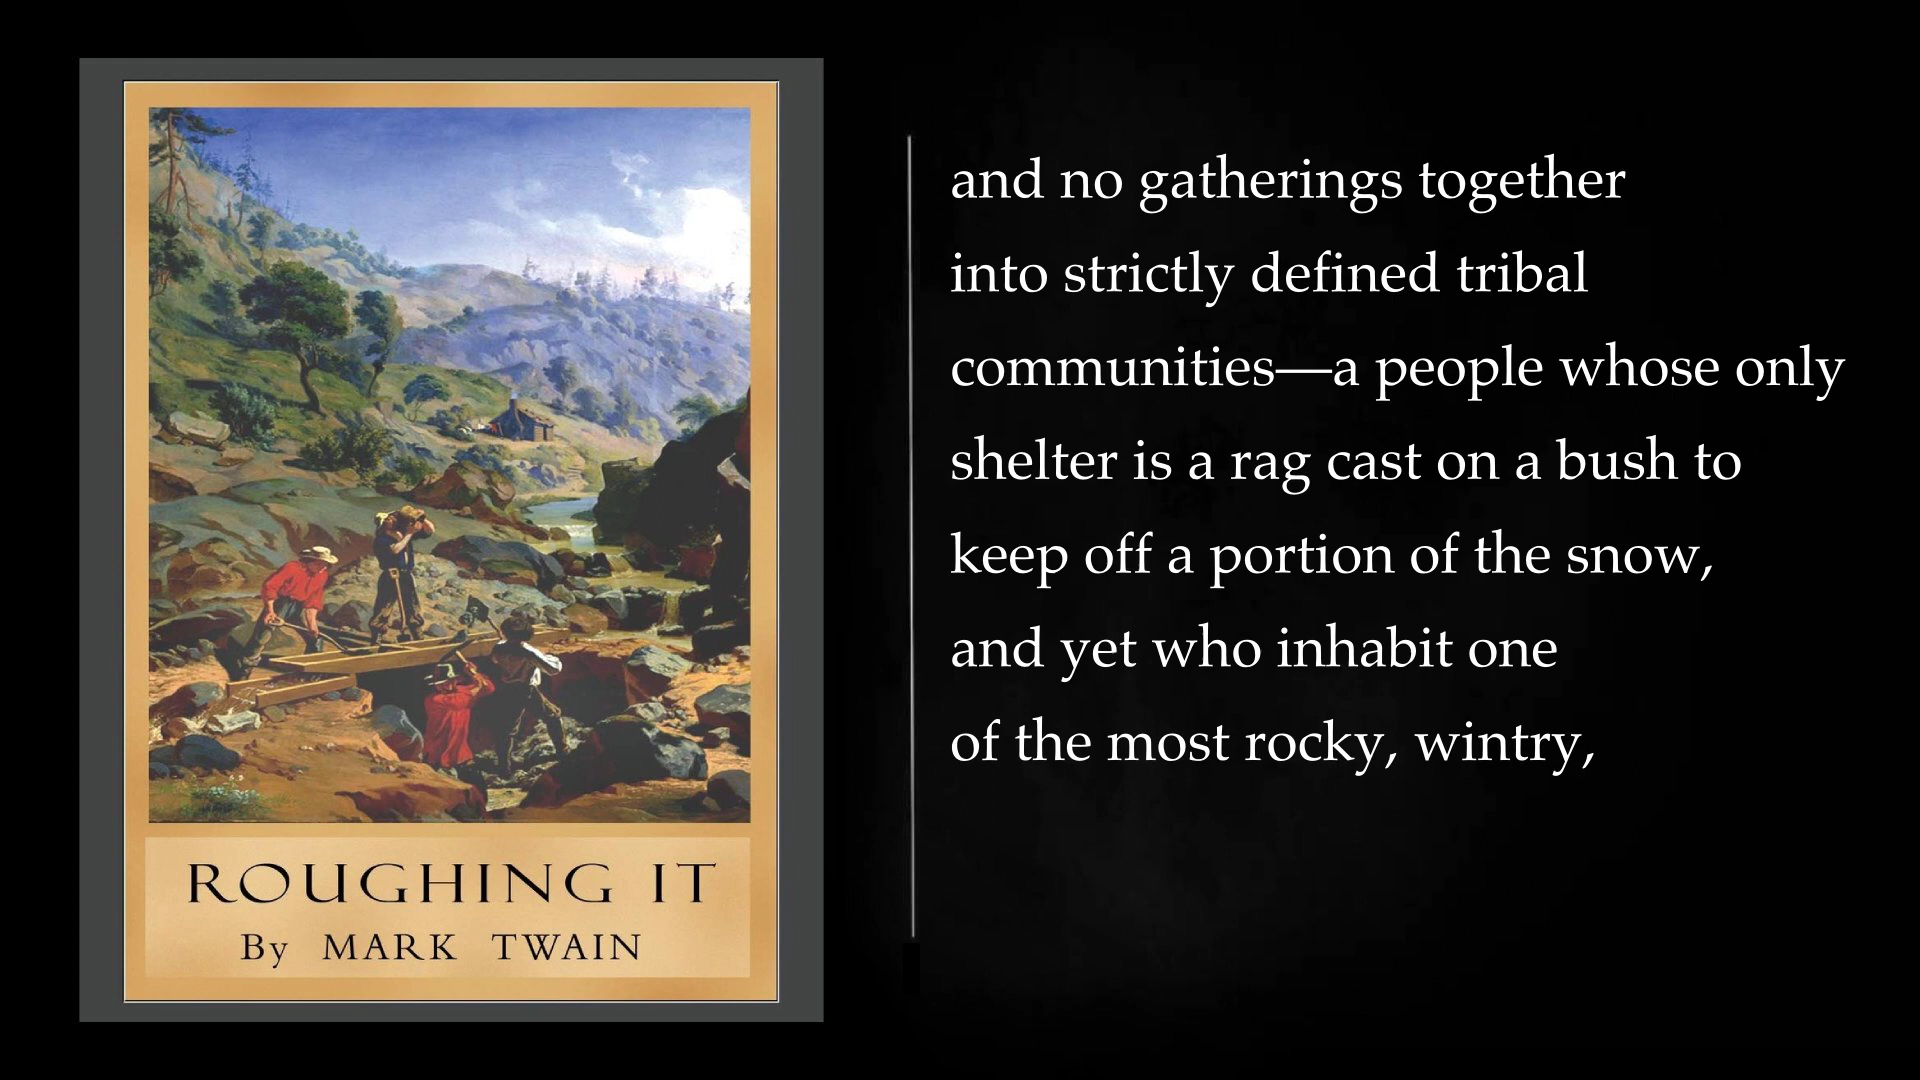 ROUGHING IT
By MARK TWAIN
and no gatherings together
into strictly defined tribal
communities—a people whose only
shelter is a rag cast on a bush to
keep off a portion of the snow,
and yet who inhabit one
of the most rocky, wintry,